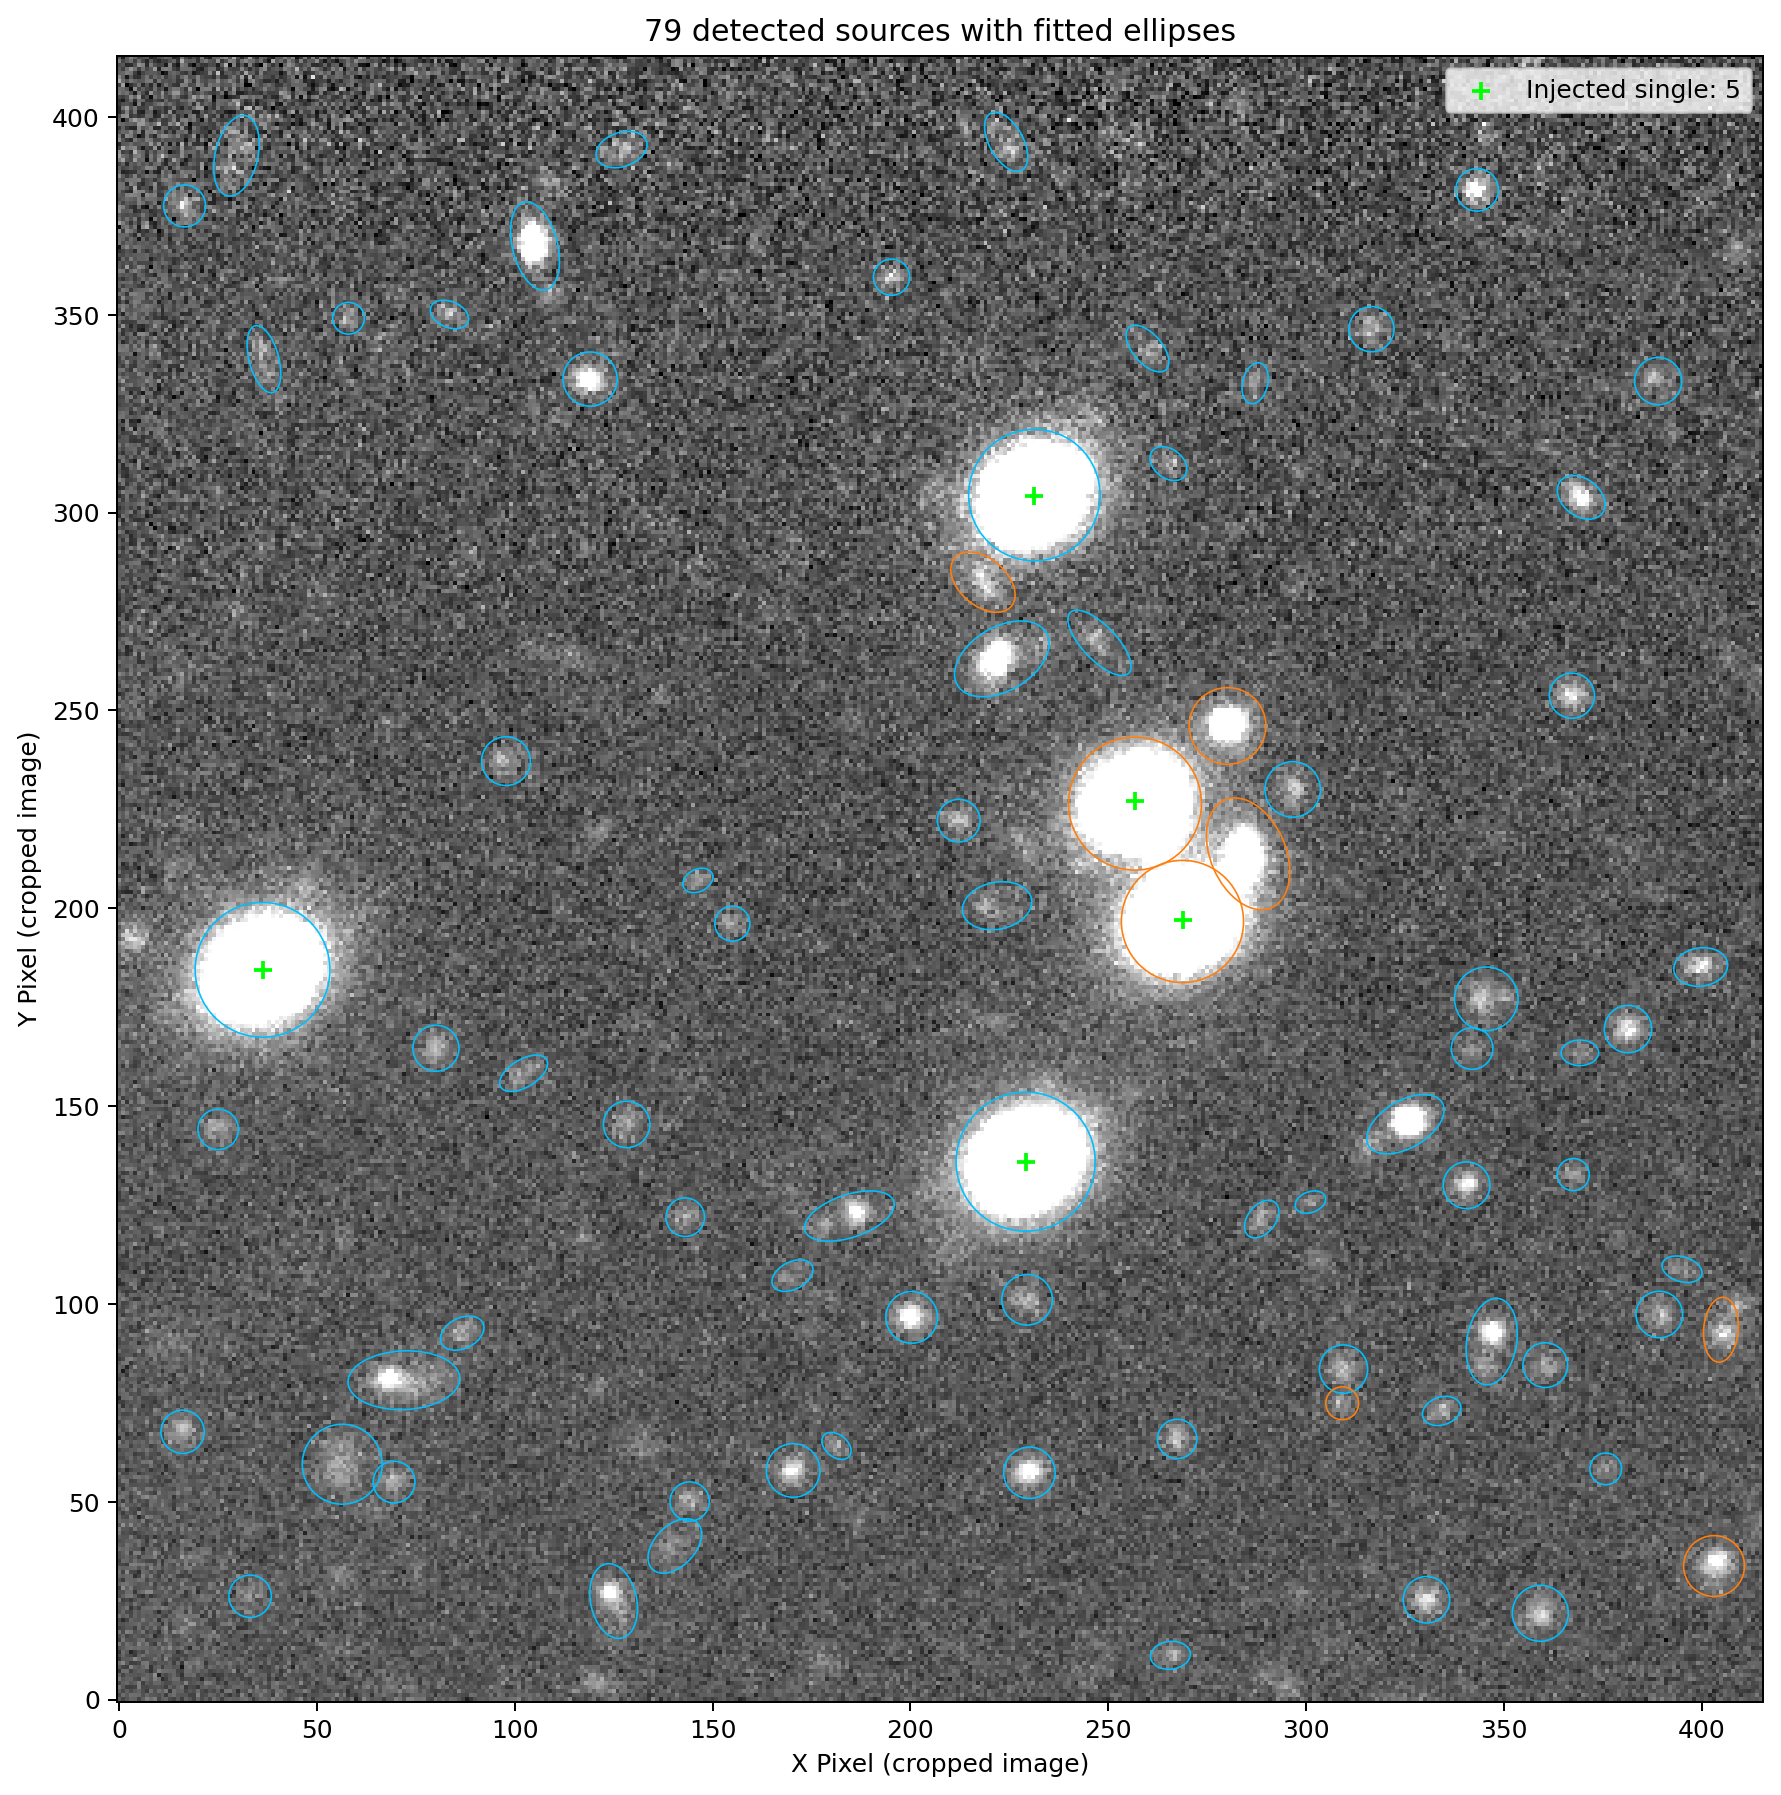 79 detected sources with fitted ellipses
Injected single: 5
400
350
300
250
200
150
100
50
0
Y Pixel (cropped image)
0 50 100 150 200 250 300 350 400
X Pixel (cropped image)